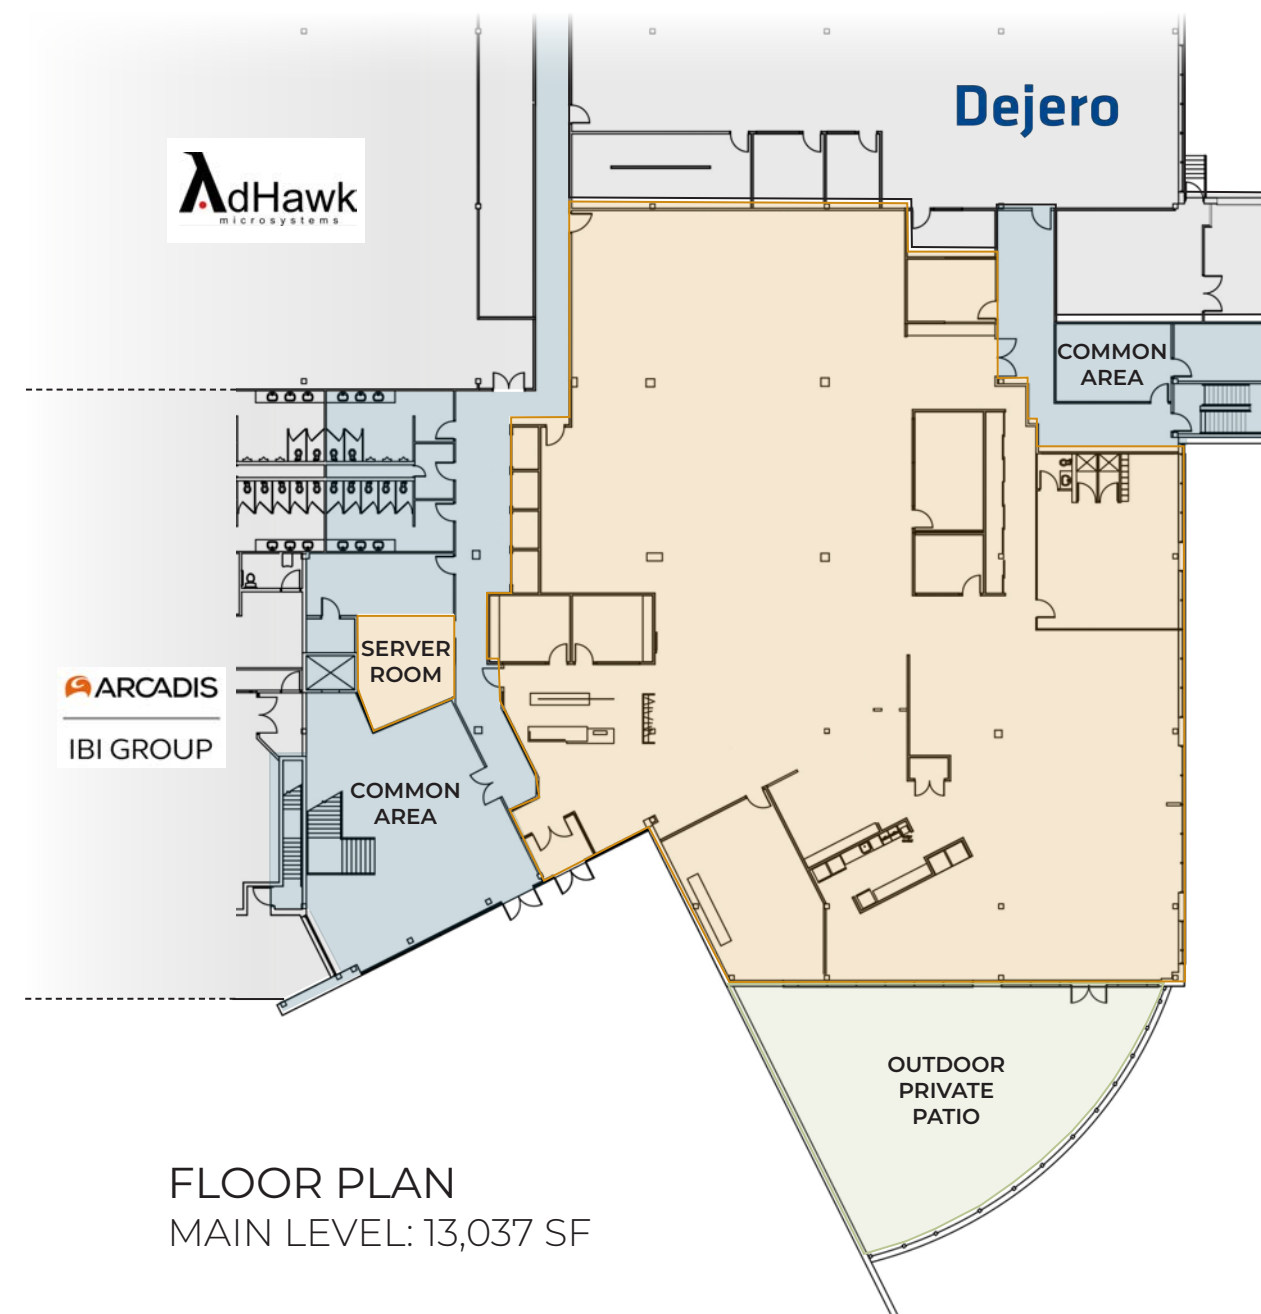 Dejero
AdHawk
microsystems
COMMON
AREA
SERVER
ROOM
ARCADIS
IBI GROUP
COMMON
AREA
OUTDOOR
PRIVATE
PATIO
FLOOR PLAN
MAIN LEVEL: 13,037 SF